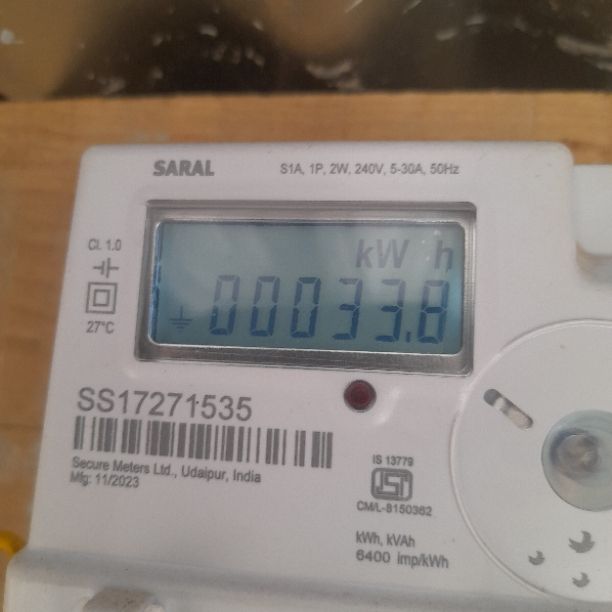 SARAL
S1A, 1P, 2W, 240V, 5-30A, 50Hz
Cl. 1.0
27°C
kW h
00033.8
SS17271535
Secure Meters Ltd., Udaipur, India
Mfg: 11/2023
IS 13779
ISI
CM/L-8150362
kWh, kVAh
6400 imp/kWh